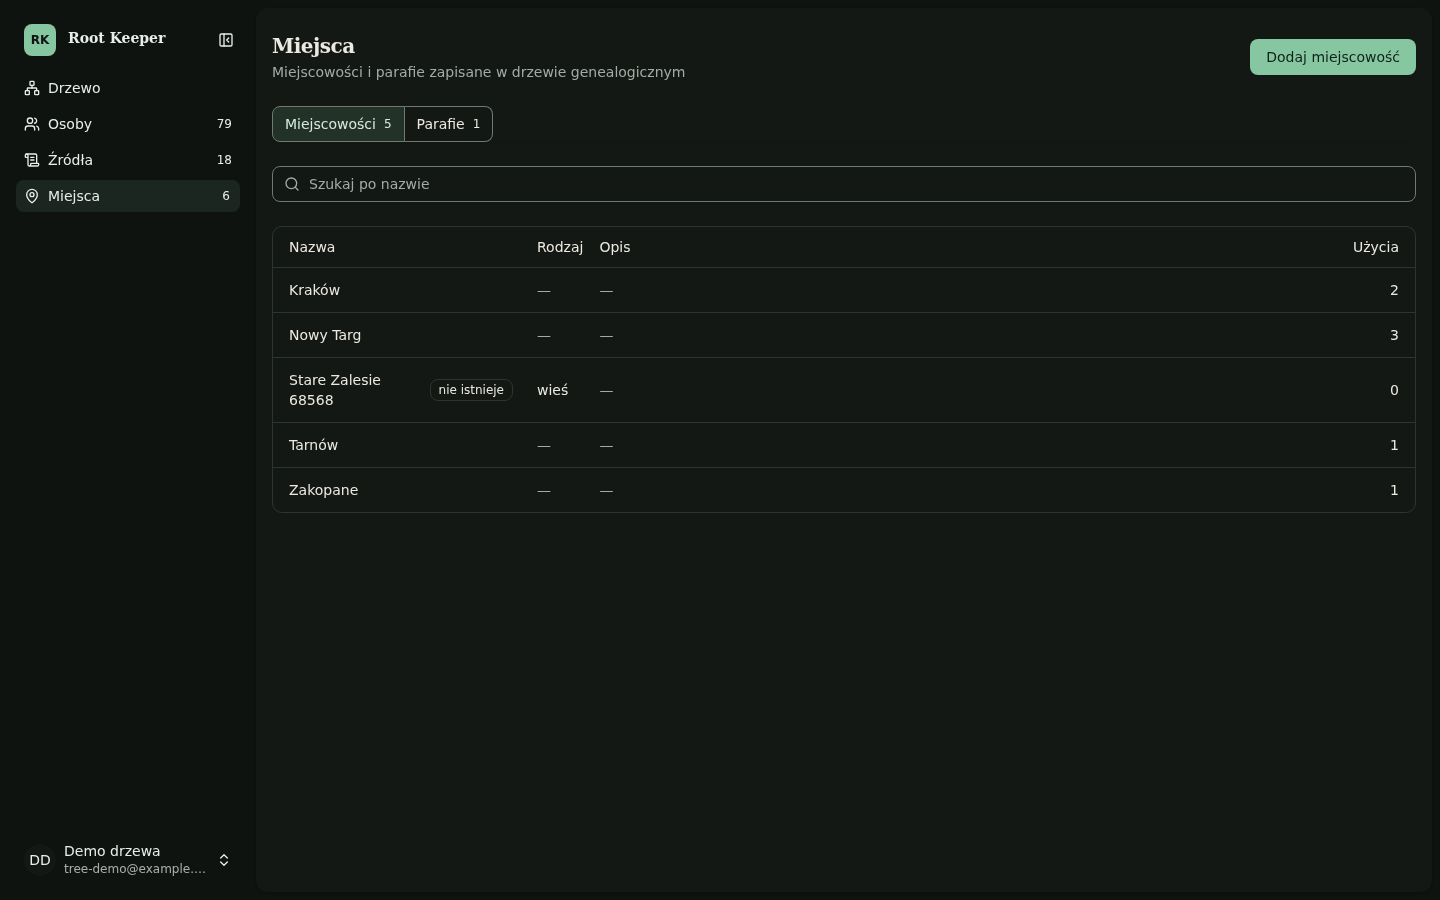 RK Root Keeper
Drzewo
Osoby 79
Źródła 18
Miejsca 6
Miejsca
Miejscowości i parafie zapisane w drzewie genealogicznym
Dodaj miejscowość
Miejscowości 5 Parafie 1
Szukaj po nazwie
Nazwa Rodzaj Opis Użycia
Kraków — — 2
Nowy Targ — — 3
Stare Zalesie
68568 nie istnieje wieś — 0
Tarnów — — 1
Zakopane — — 1
DD Demo drzewa
tree-demo@example....